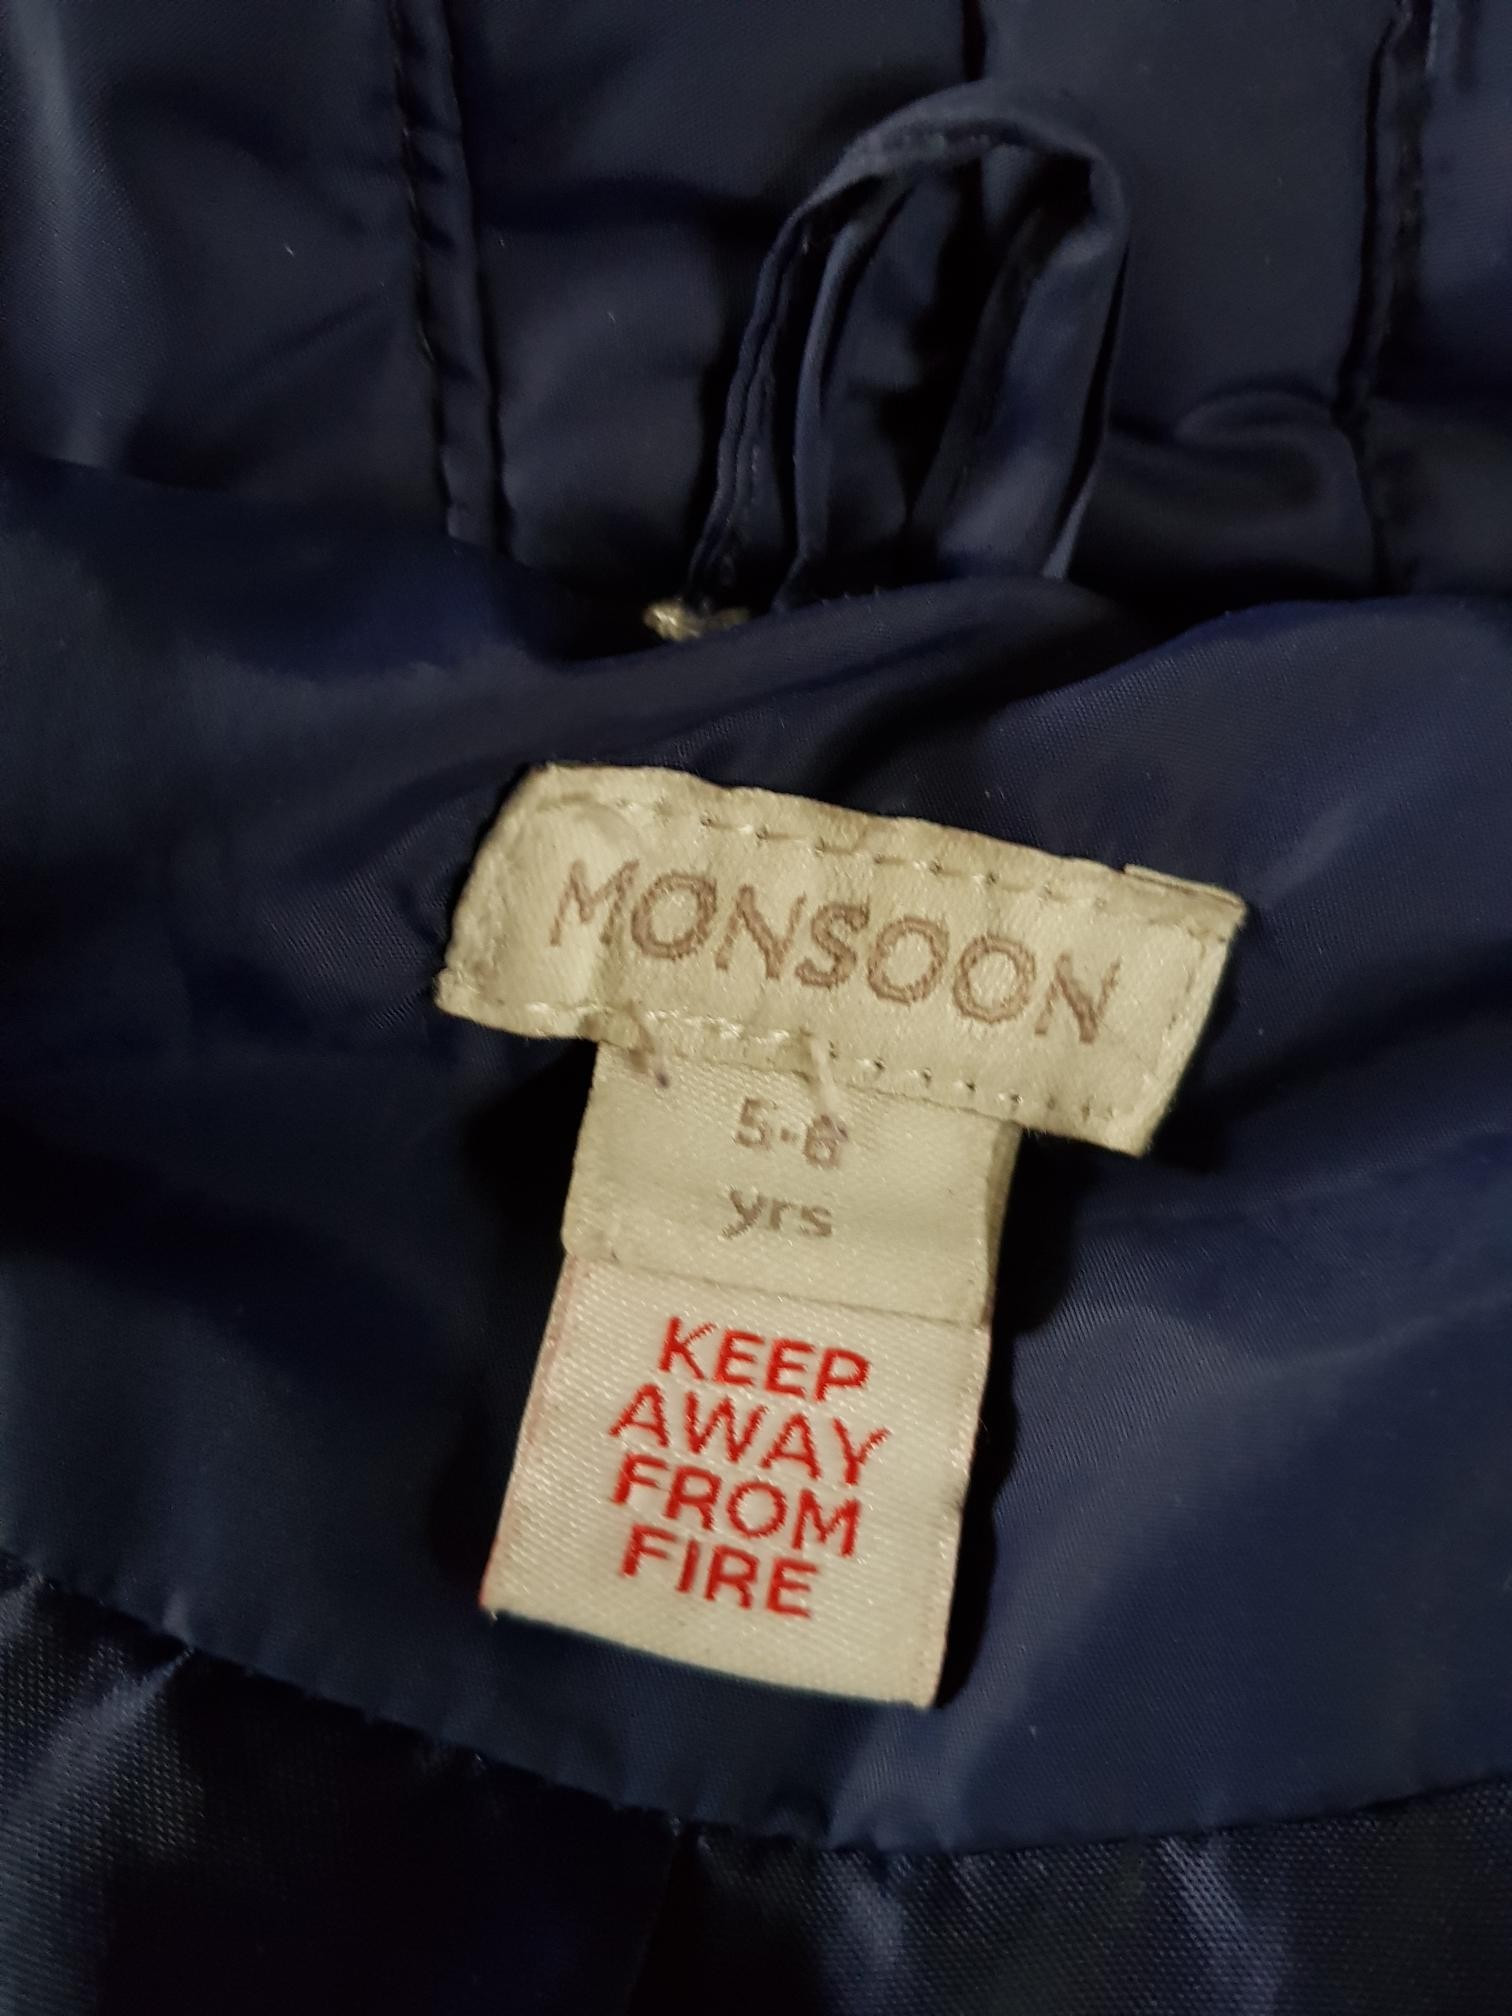 MONSOON
5-6
yrs
KEEP
AWAY
FROM
FIRE